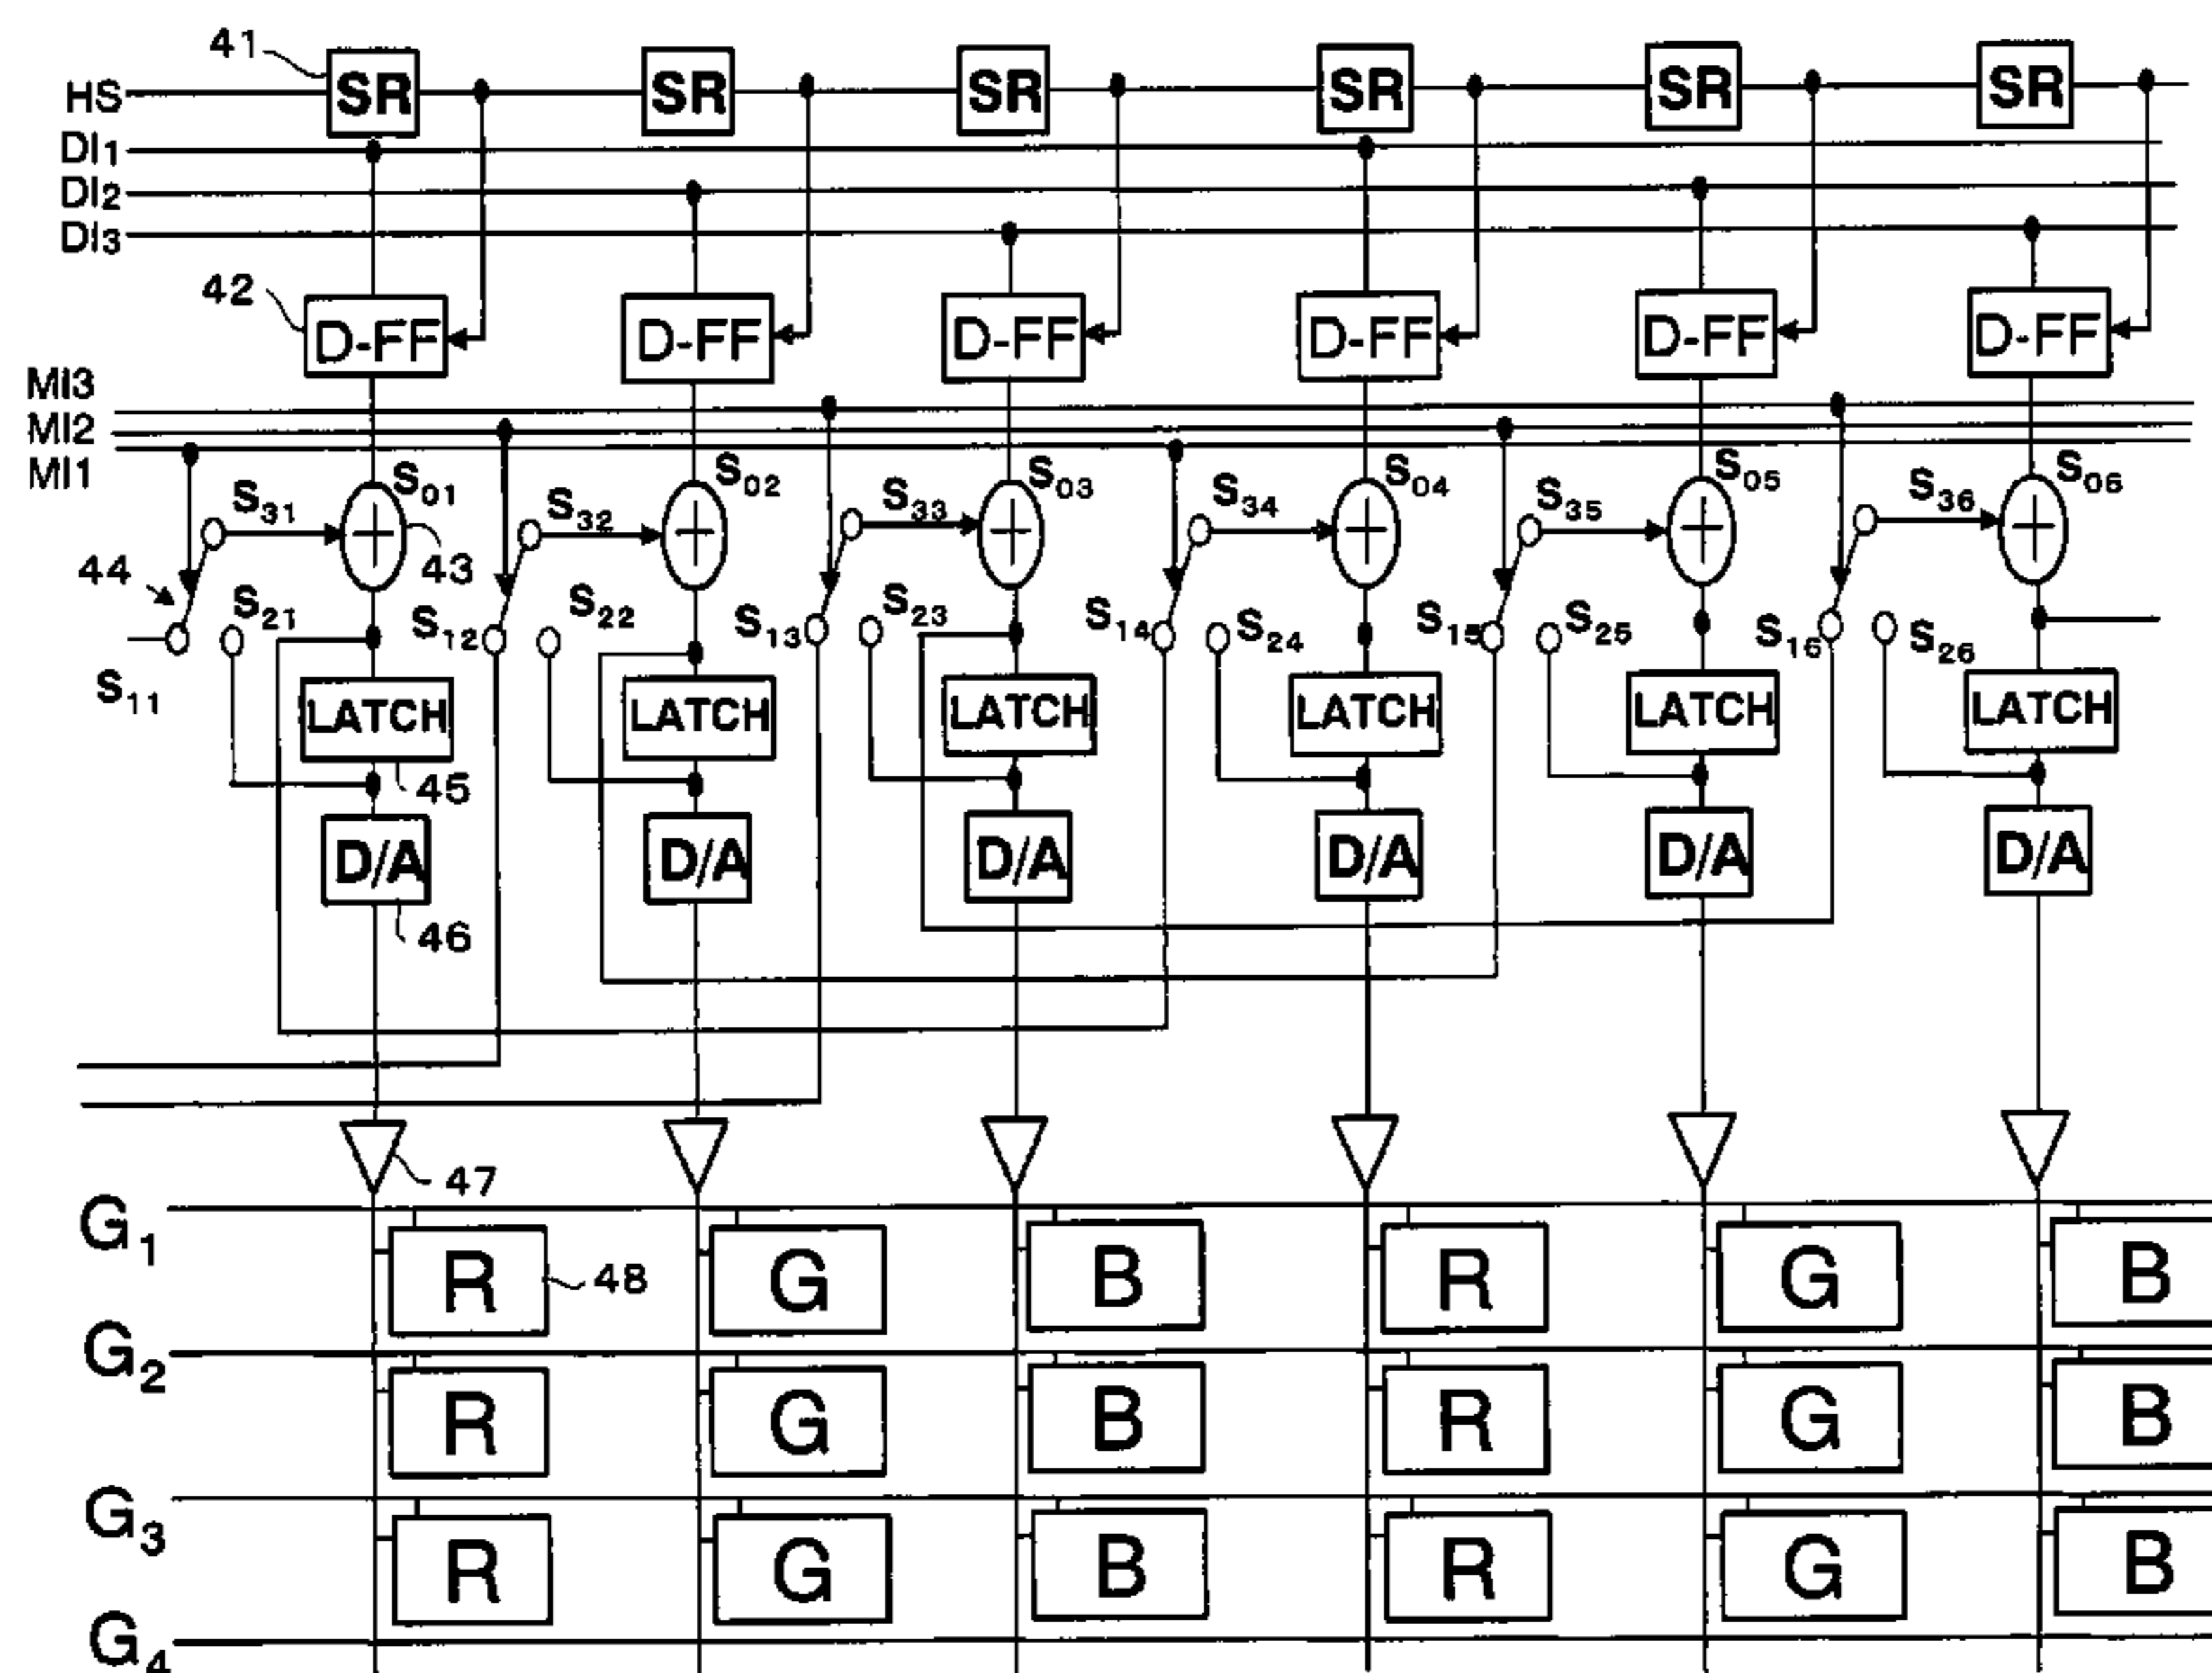 41
HS SR SR SR SR SR SR
DI1
DI2
DI3
42
D-FF D-FF D-FF D-FF D-FF D-FF
MI3
MI2
MI1
S01 S02 S03 S04 S05 S06
S31 S32 S33 S34 S35 S36
+ + + + + +
43
44
S21 S12 S22 S13 S23 S14 S24 S15 S25 S16 S26
S11
LATCH LATCH LATCH LATCH LATCH LATCH
45
D/A D/A D/A D/A D/A D/A
46
47
G1
R G B R G B
48
G2
R G B R G B
G3
R G B R G B
G4